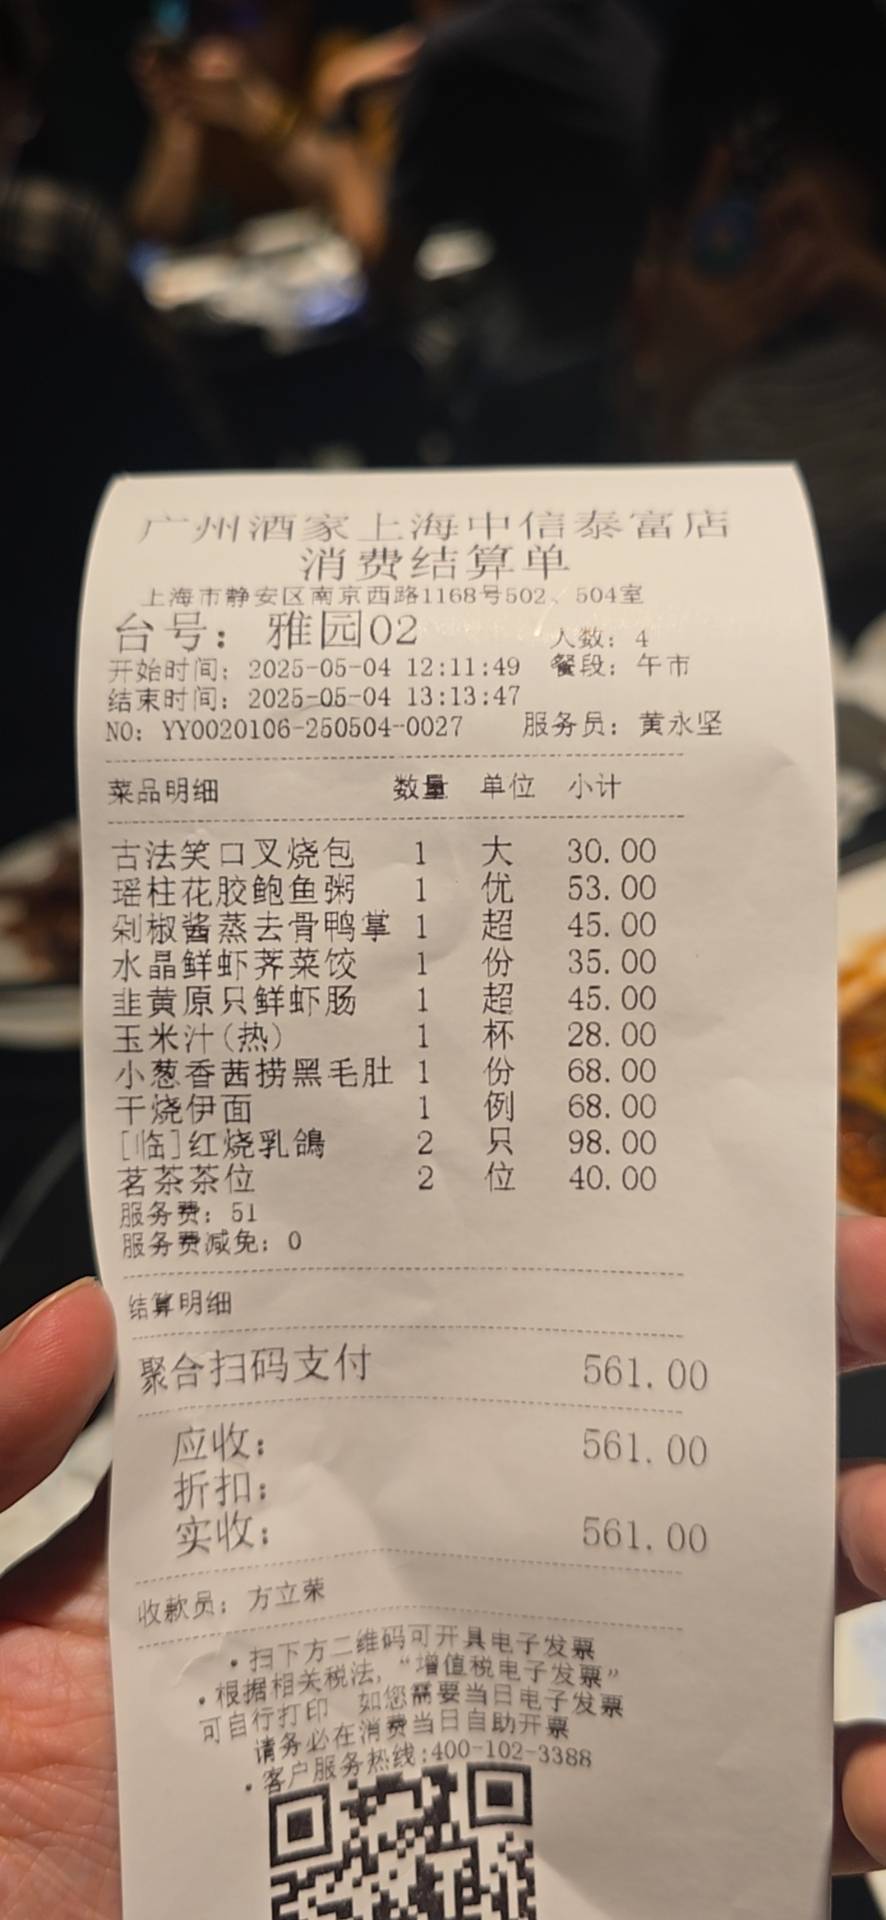 广州酒家上海中信泰富店
消费结算单
上海市静安区南京西路1168号502、504室
台号：雅园02 人数：4
开始时间：2025-05-04 12:11:49 餐段：午市
结束时间：2025-05-04 13:13:47
NO：YY0020106-250504-0027 服务员：黄永坚
菜品明细 数量 单位 小计
古法笑口叉烧包 1 大 30.00
瑶柱花胶鲍鱼粥 1 优 53.00
剁椒酱蒸去骨鸭掌 1 超 45.00
水晶鲜虾荠菜饺 1 份 35.00
韭黄原只鲜虾肠 1 超 45.00
玉米汁(热) 1 杯 28.00
小葱香茜捞黑毛肚 1 份 68.00
干烧伊面 1 例 68.00
[临]红烧乳鴿 2 只 98.00
茗茶茶位 2 位 40.00
服务费：51
服务费减免：0
结算明细
聚合扫码支付 561.00
应收： 561.00
折扣：
实收： 561.00
收款员：方立荣
·扫下方二维码可开具电子发票
·根据相关税法，“增值税电子发票”
可自行打印 如您需要当日电子发票
请务必在消费当日自助开票
·客户服务热线:400-102-3388